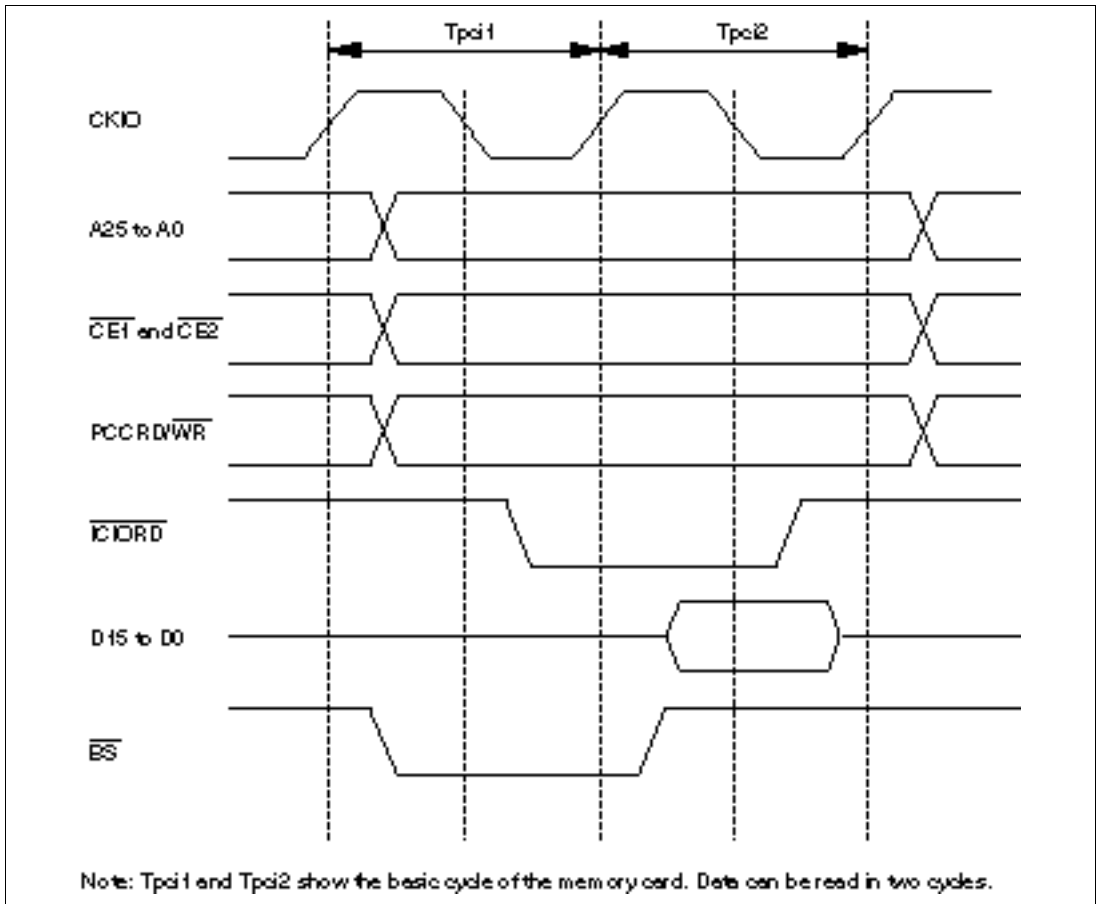 Tpci1 Tpci2
CKIO
A25 to A0
CE1 and CE2
PCCRD/WR
ICIORD
D15 to D0
BS
Note: Tpci1 and Tpci2 show the basic cycle of the memory card. Data can be read in two cycles.